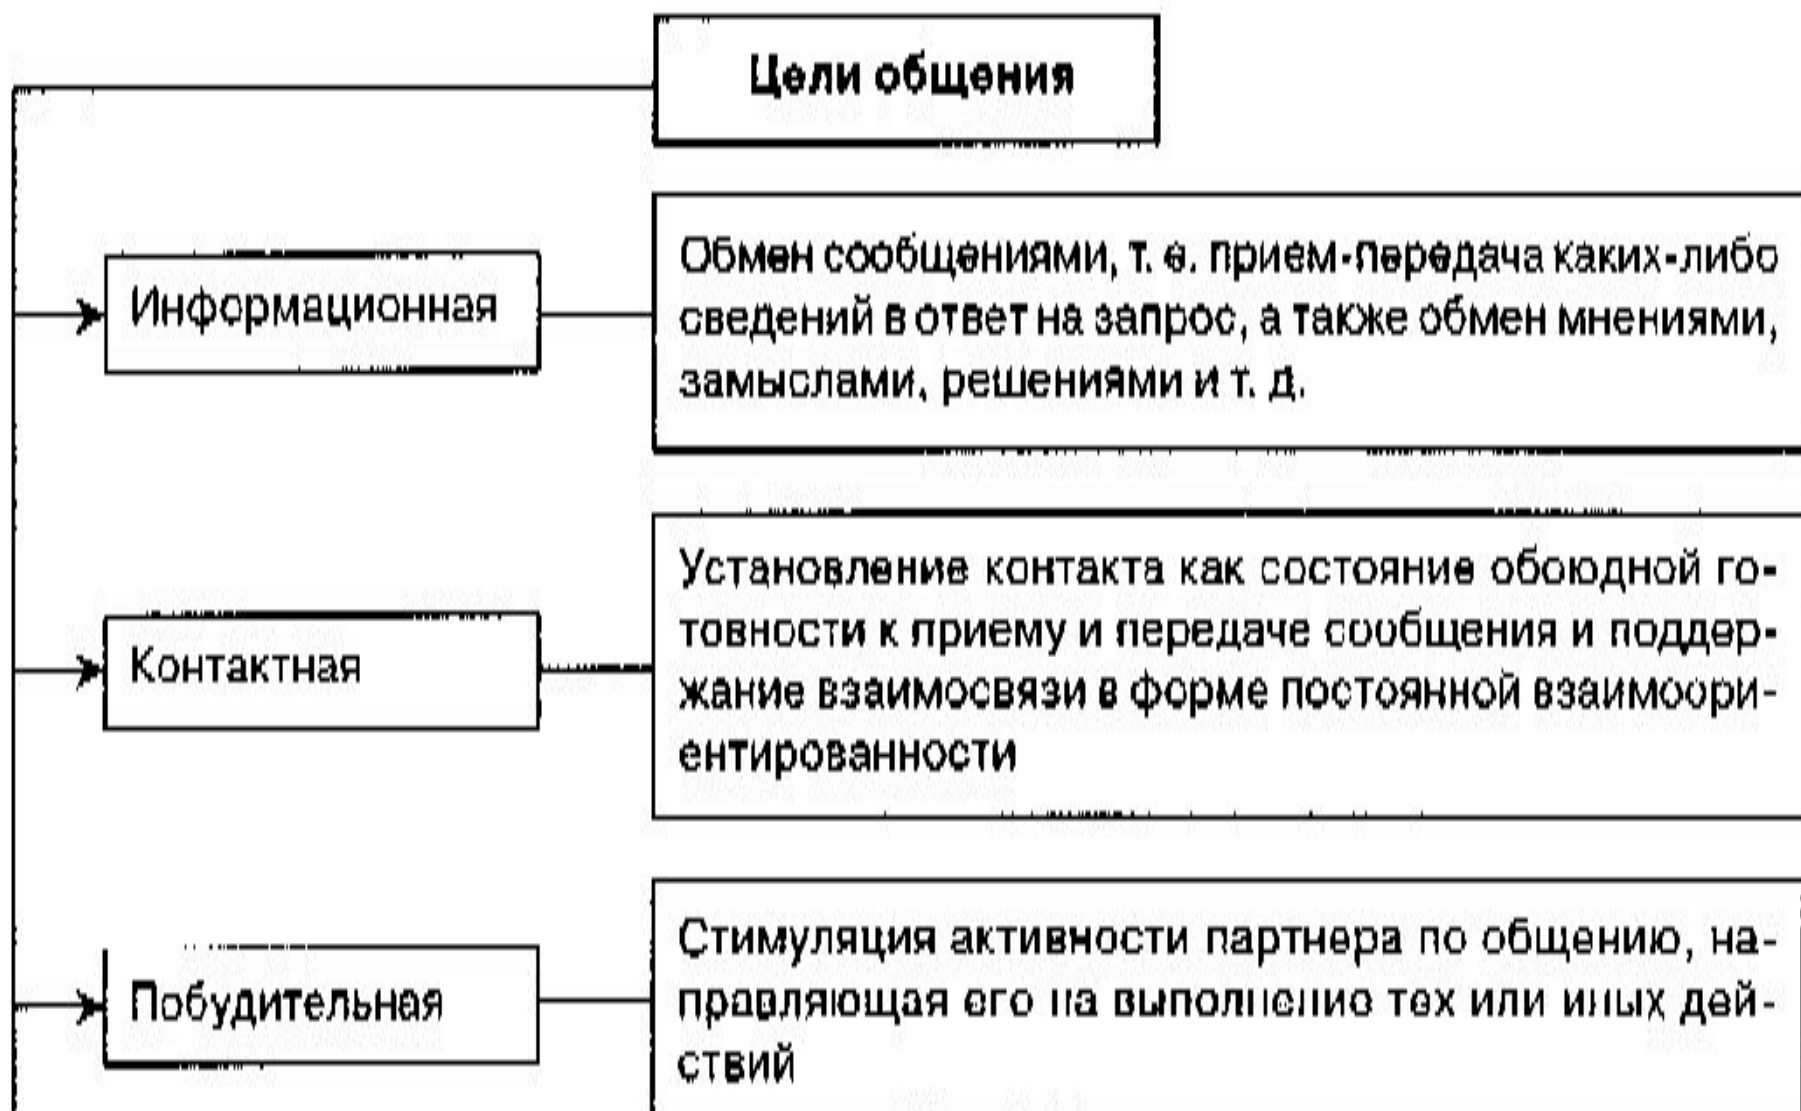 Цели общения
Информационная
Обмен сообщениями, т. е. прием-передача каких-либо
сведений в ответ на запрос, а также обмен мнениями,
замыслами, решениями и т. д.
Контактная
Установление контакта как состояние обоюдной го-
товности к приему и передаче сообщения и поддер-
жание взаимосвязи в форме постоянной взаимоори-
ентированности
Побудительная
Стимуляция активности партнера по общению, на-
правляющая его на выполнение тех или иных дей-
ствий